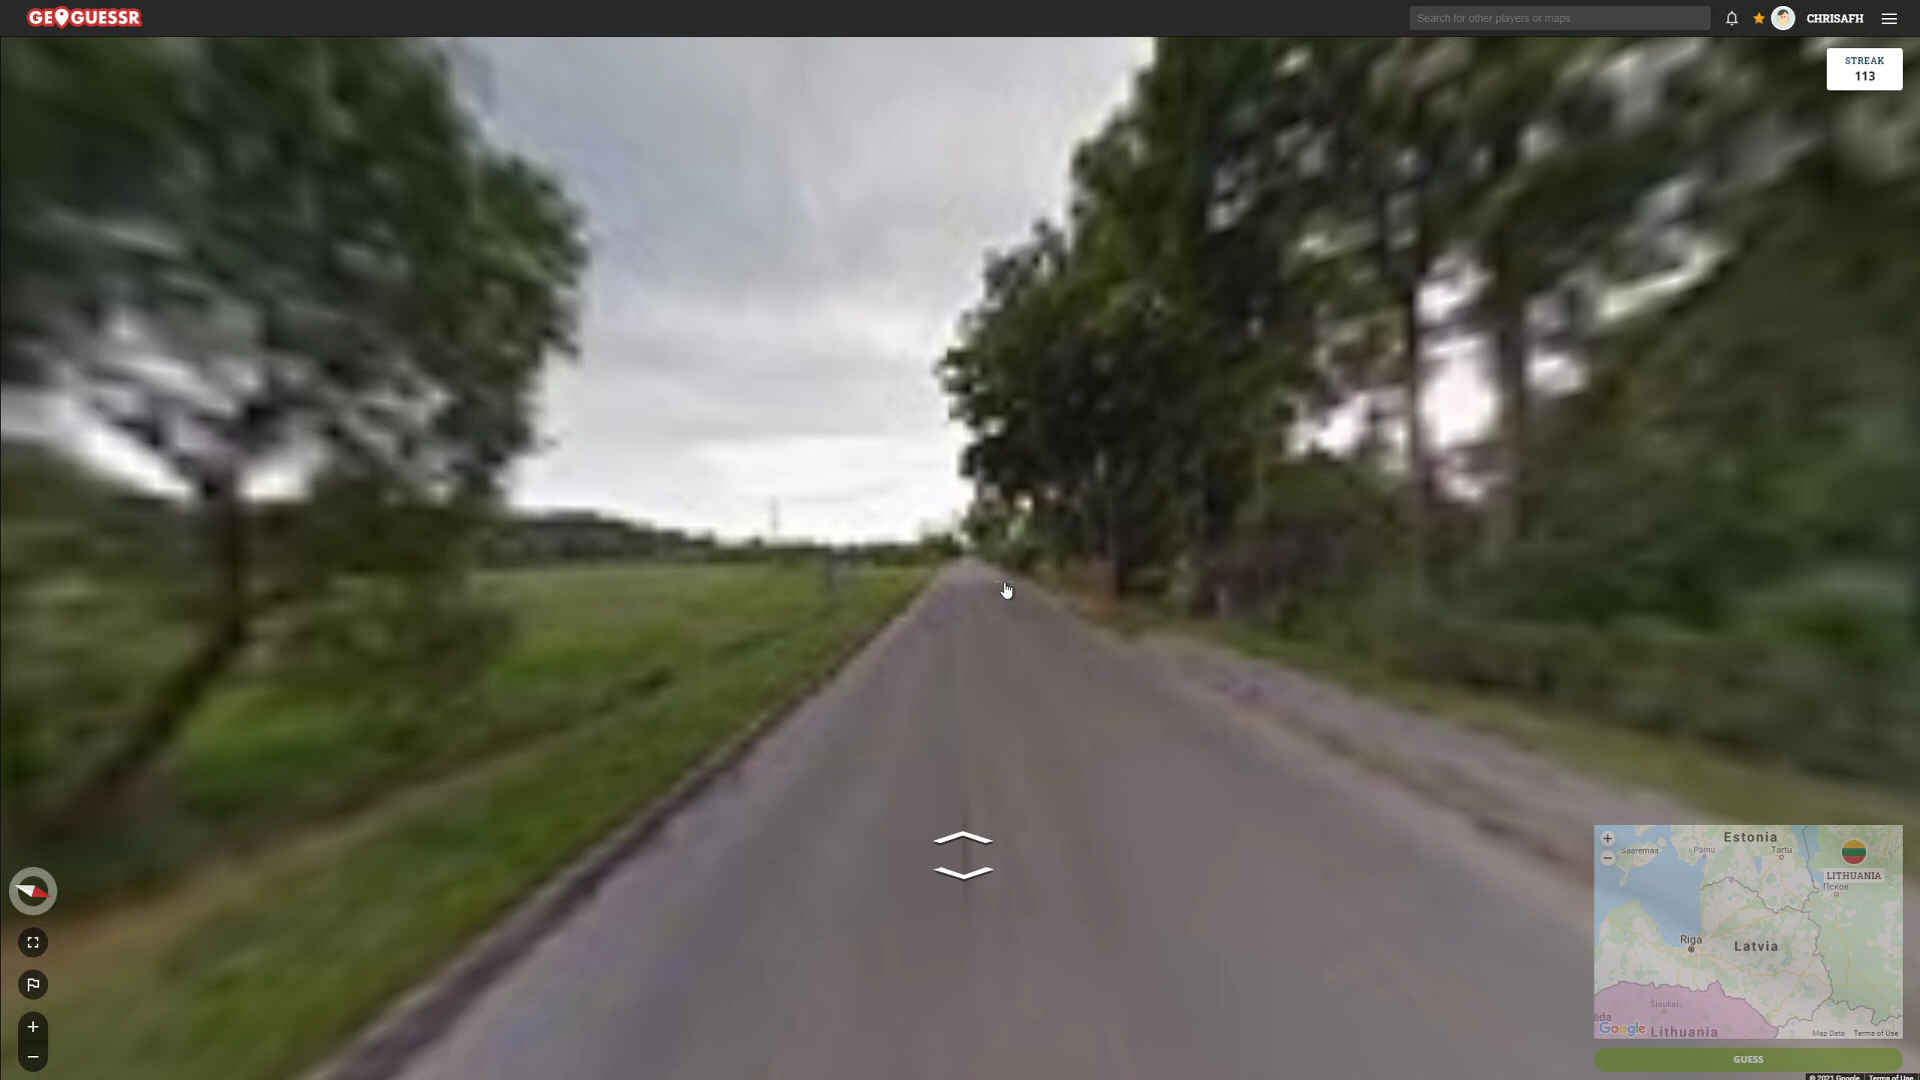 GEOGUESSR
Search for other players or maps
CHRISAFH
STREAK
113
Estonia
Saaremaa
Pärnu
Tartu
LITHUANIA
Псков
Riga
Latvia
Šiauliai
ėda
Google
Lithuania
Map Data
Terms of Use
GUESS
© 2021 Google
Terms of Use